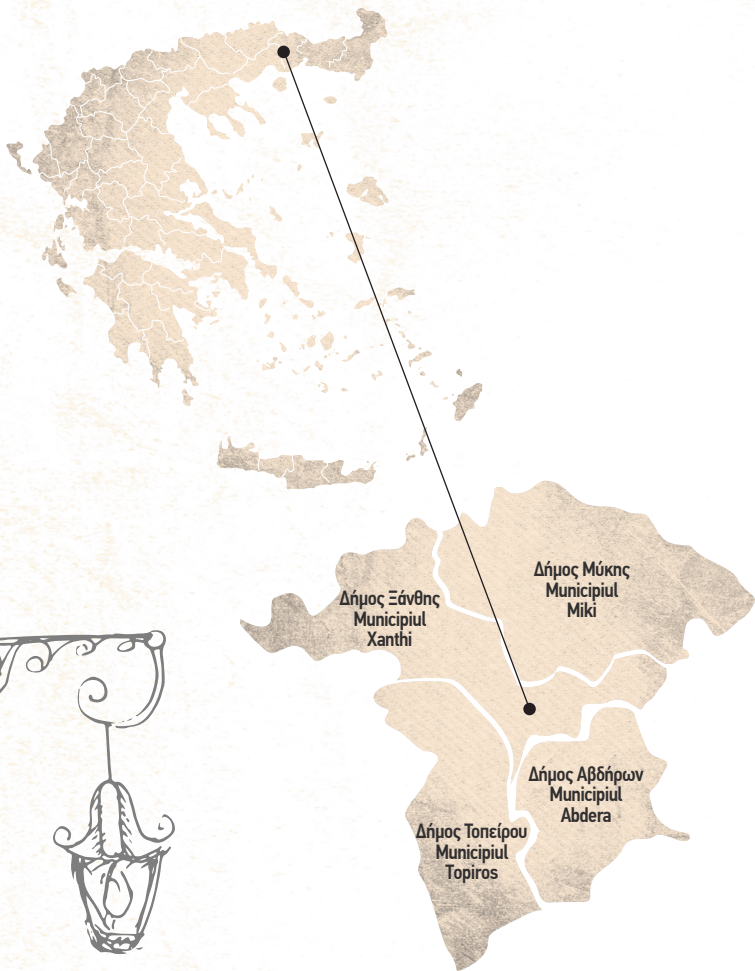 Δήμος Μύκης
Municipiul
Miki
Δήμος Ξάνθης
Municipiul
Xanthi
Δήμος Αβδήρων
Municipiul
Abdera
Δήμος Τοπείρου
Municipiul
Topiros